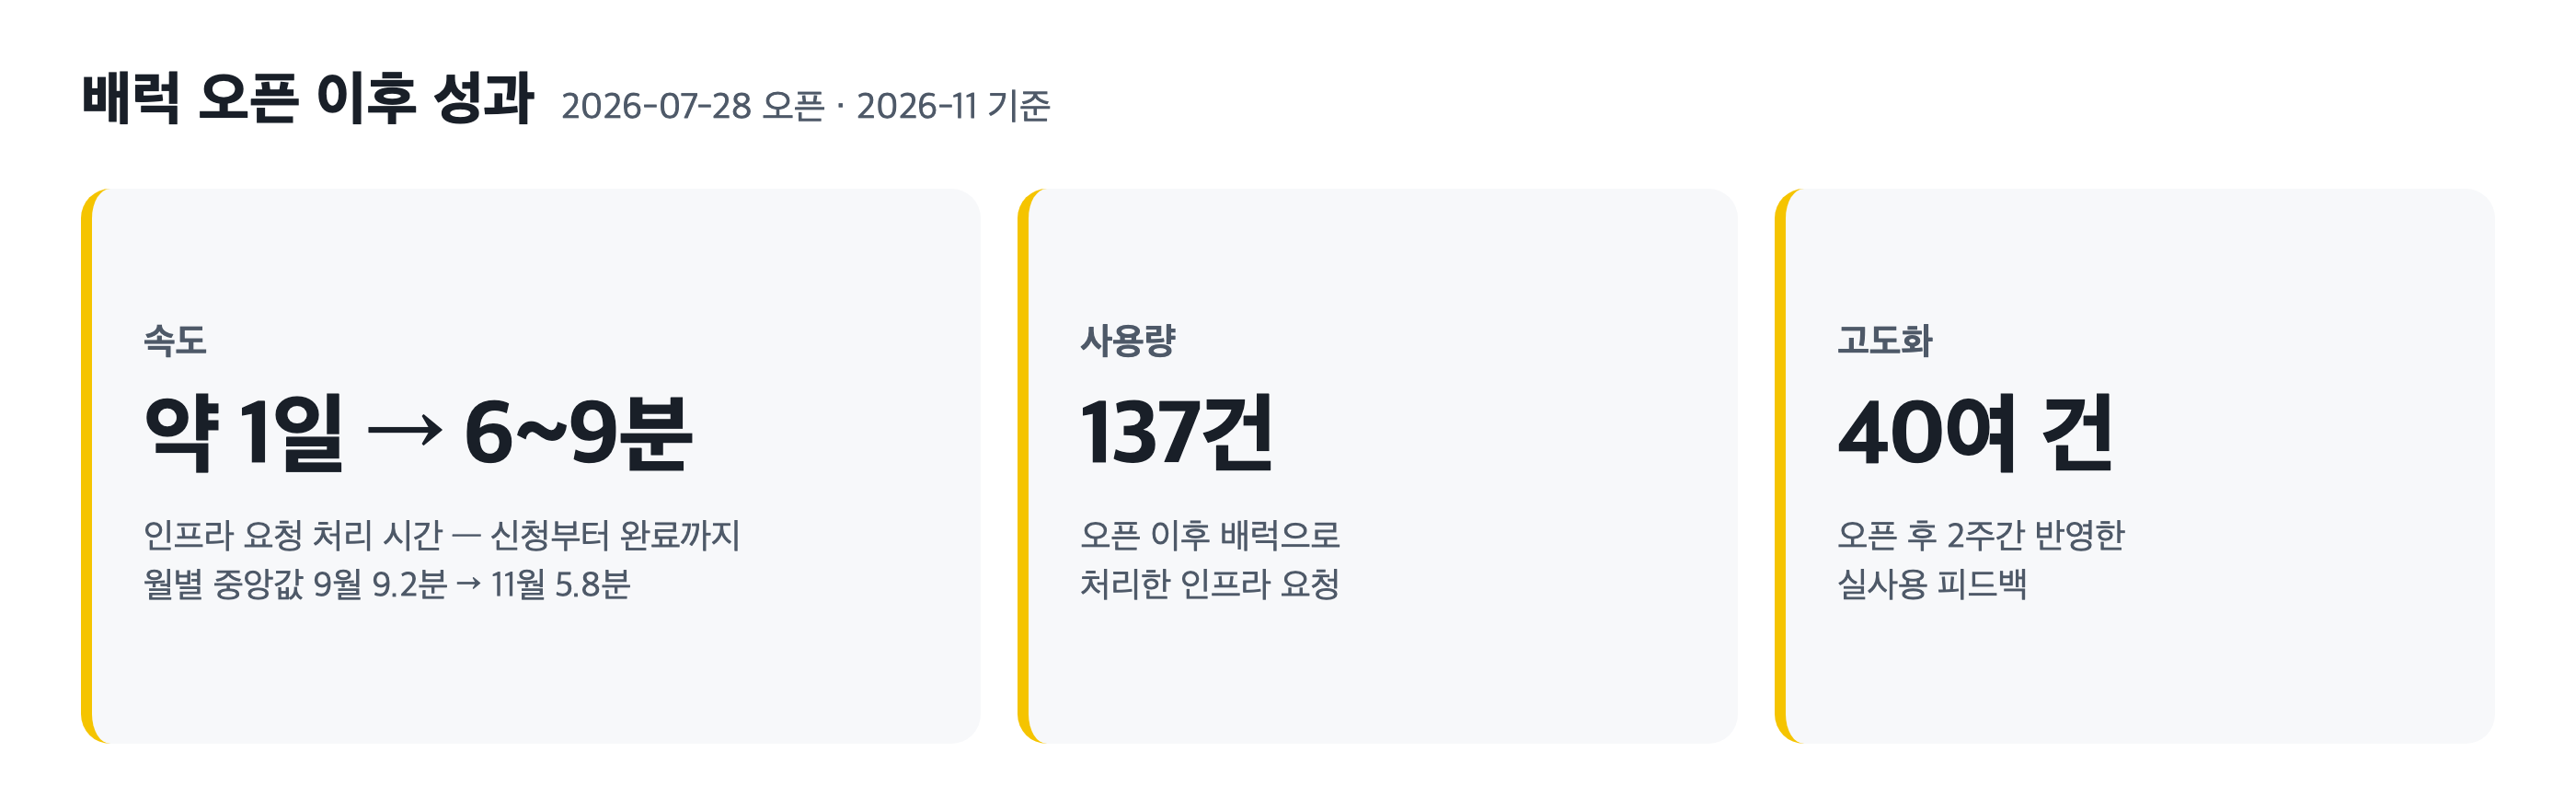 배럭 오픈 이후 성과 2026-07-28 오픈 · 2026-11 기준
속도
약 1일 → 6~9분
인프라 요청 처리 시간 — 신청부터 완료까지
월별 중앙값 9월 9.2분 → 11월 5.8분
사용량
137건
오픈 이후 배럭으로
처리한 인프라 요청
고도화
40여 건
오픈 후 2주간 반영한
실사용 피드백